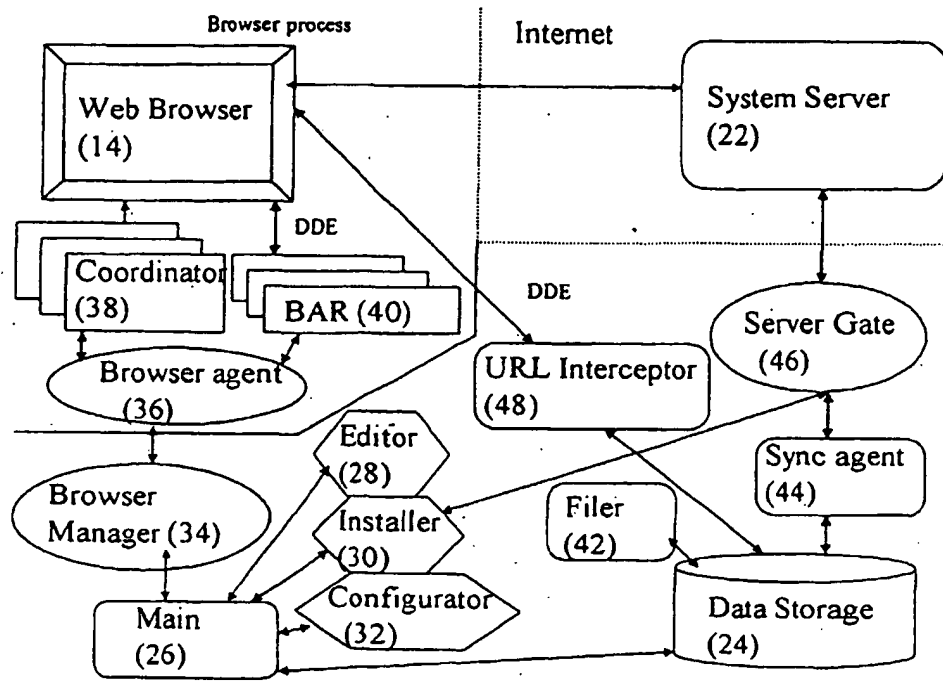 Browser process
Internet
Web Browser
(14)
System Server
(22)
DDE
Coordinator
(38)
BAR (40)
DDE
Server Gate
(46)
Browser agent
(36)
URL Interceptor
(48)
Editor
(28)
Sync agent
(44)
Browser
Manager (34)
Installer
(30)
Filer
(42)
Configurator
(32)
Main
(26)
Data Storage
(24)